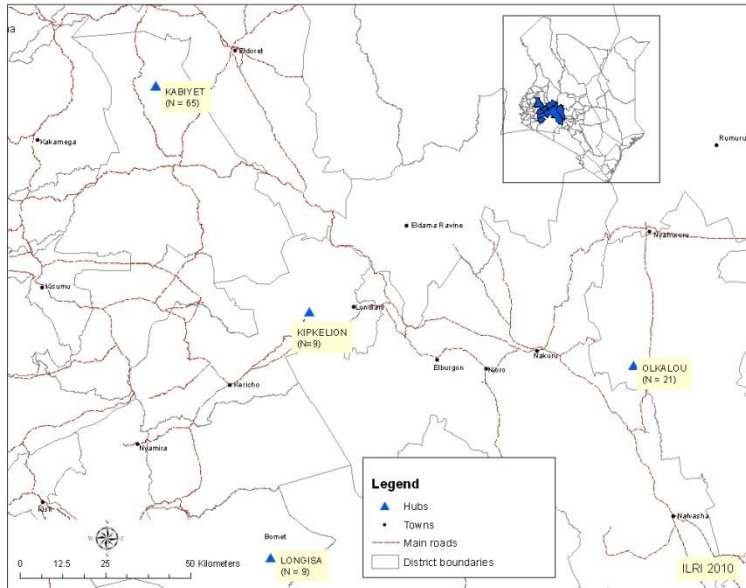 Eldoret
KABIYET
(N = 65)
Kakamega
Rumuru
Eldama Ravine
Nyahururu
Kisumu
Londiani
KIPKELION
(N=9)
Nakuru
Elburgon
Njoro
OLKALOU
(N = 21)
Kericho
Nyamira
Kisii
Naivasha
Bomet
LONGISA
(N = 9)
0 12.5 25 50 Kilometers
Legend
Hubs
Towns
Main roads
District boundaries
ILRI 2010